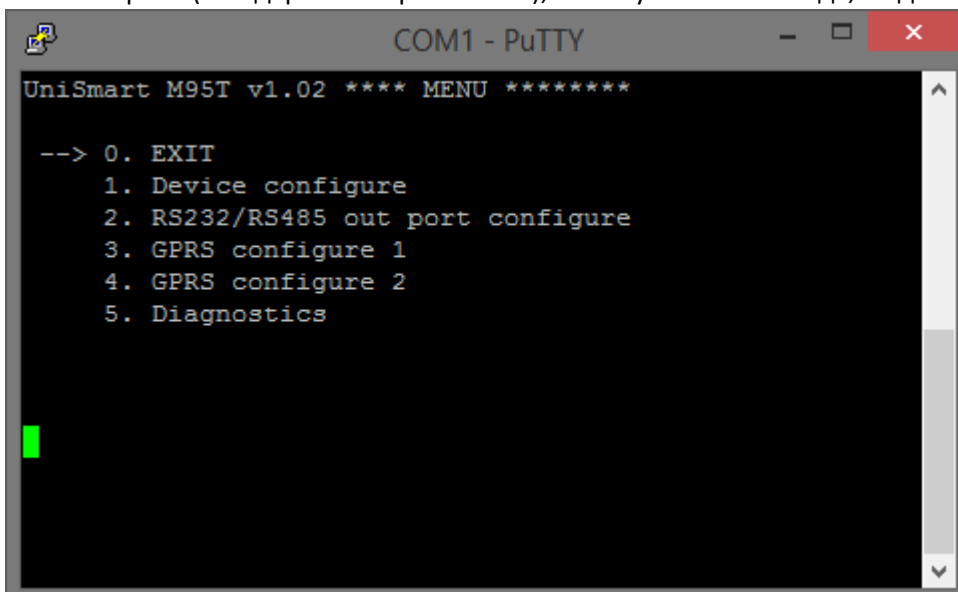 COM1 - PuTTY
UniSmart M95T v1.02 **** MENU ********
--> 0. EXIT
1. Device configure
2. RS232/RS485 out port configure
3. GPRS configure 1
4. GPRS configure 2
5. Diagnostics